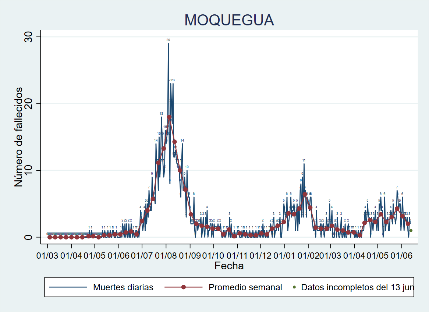 MOQUEGUA
Número de fallecidos
30
20
10
0
01/03 01/04 01/05 01/06 01/07 01/08 01/09 01/10 01/11 01/12 01/01 01/02 01/03 01/04 01/05 01/06
Fecha
Muertes diarias Promedio semanal Datos incompletos del 13 jun